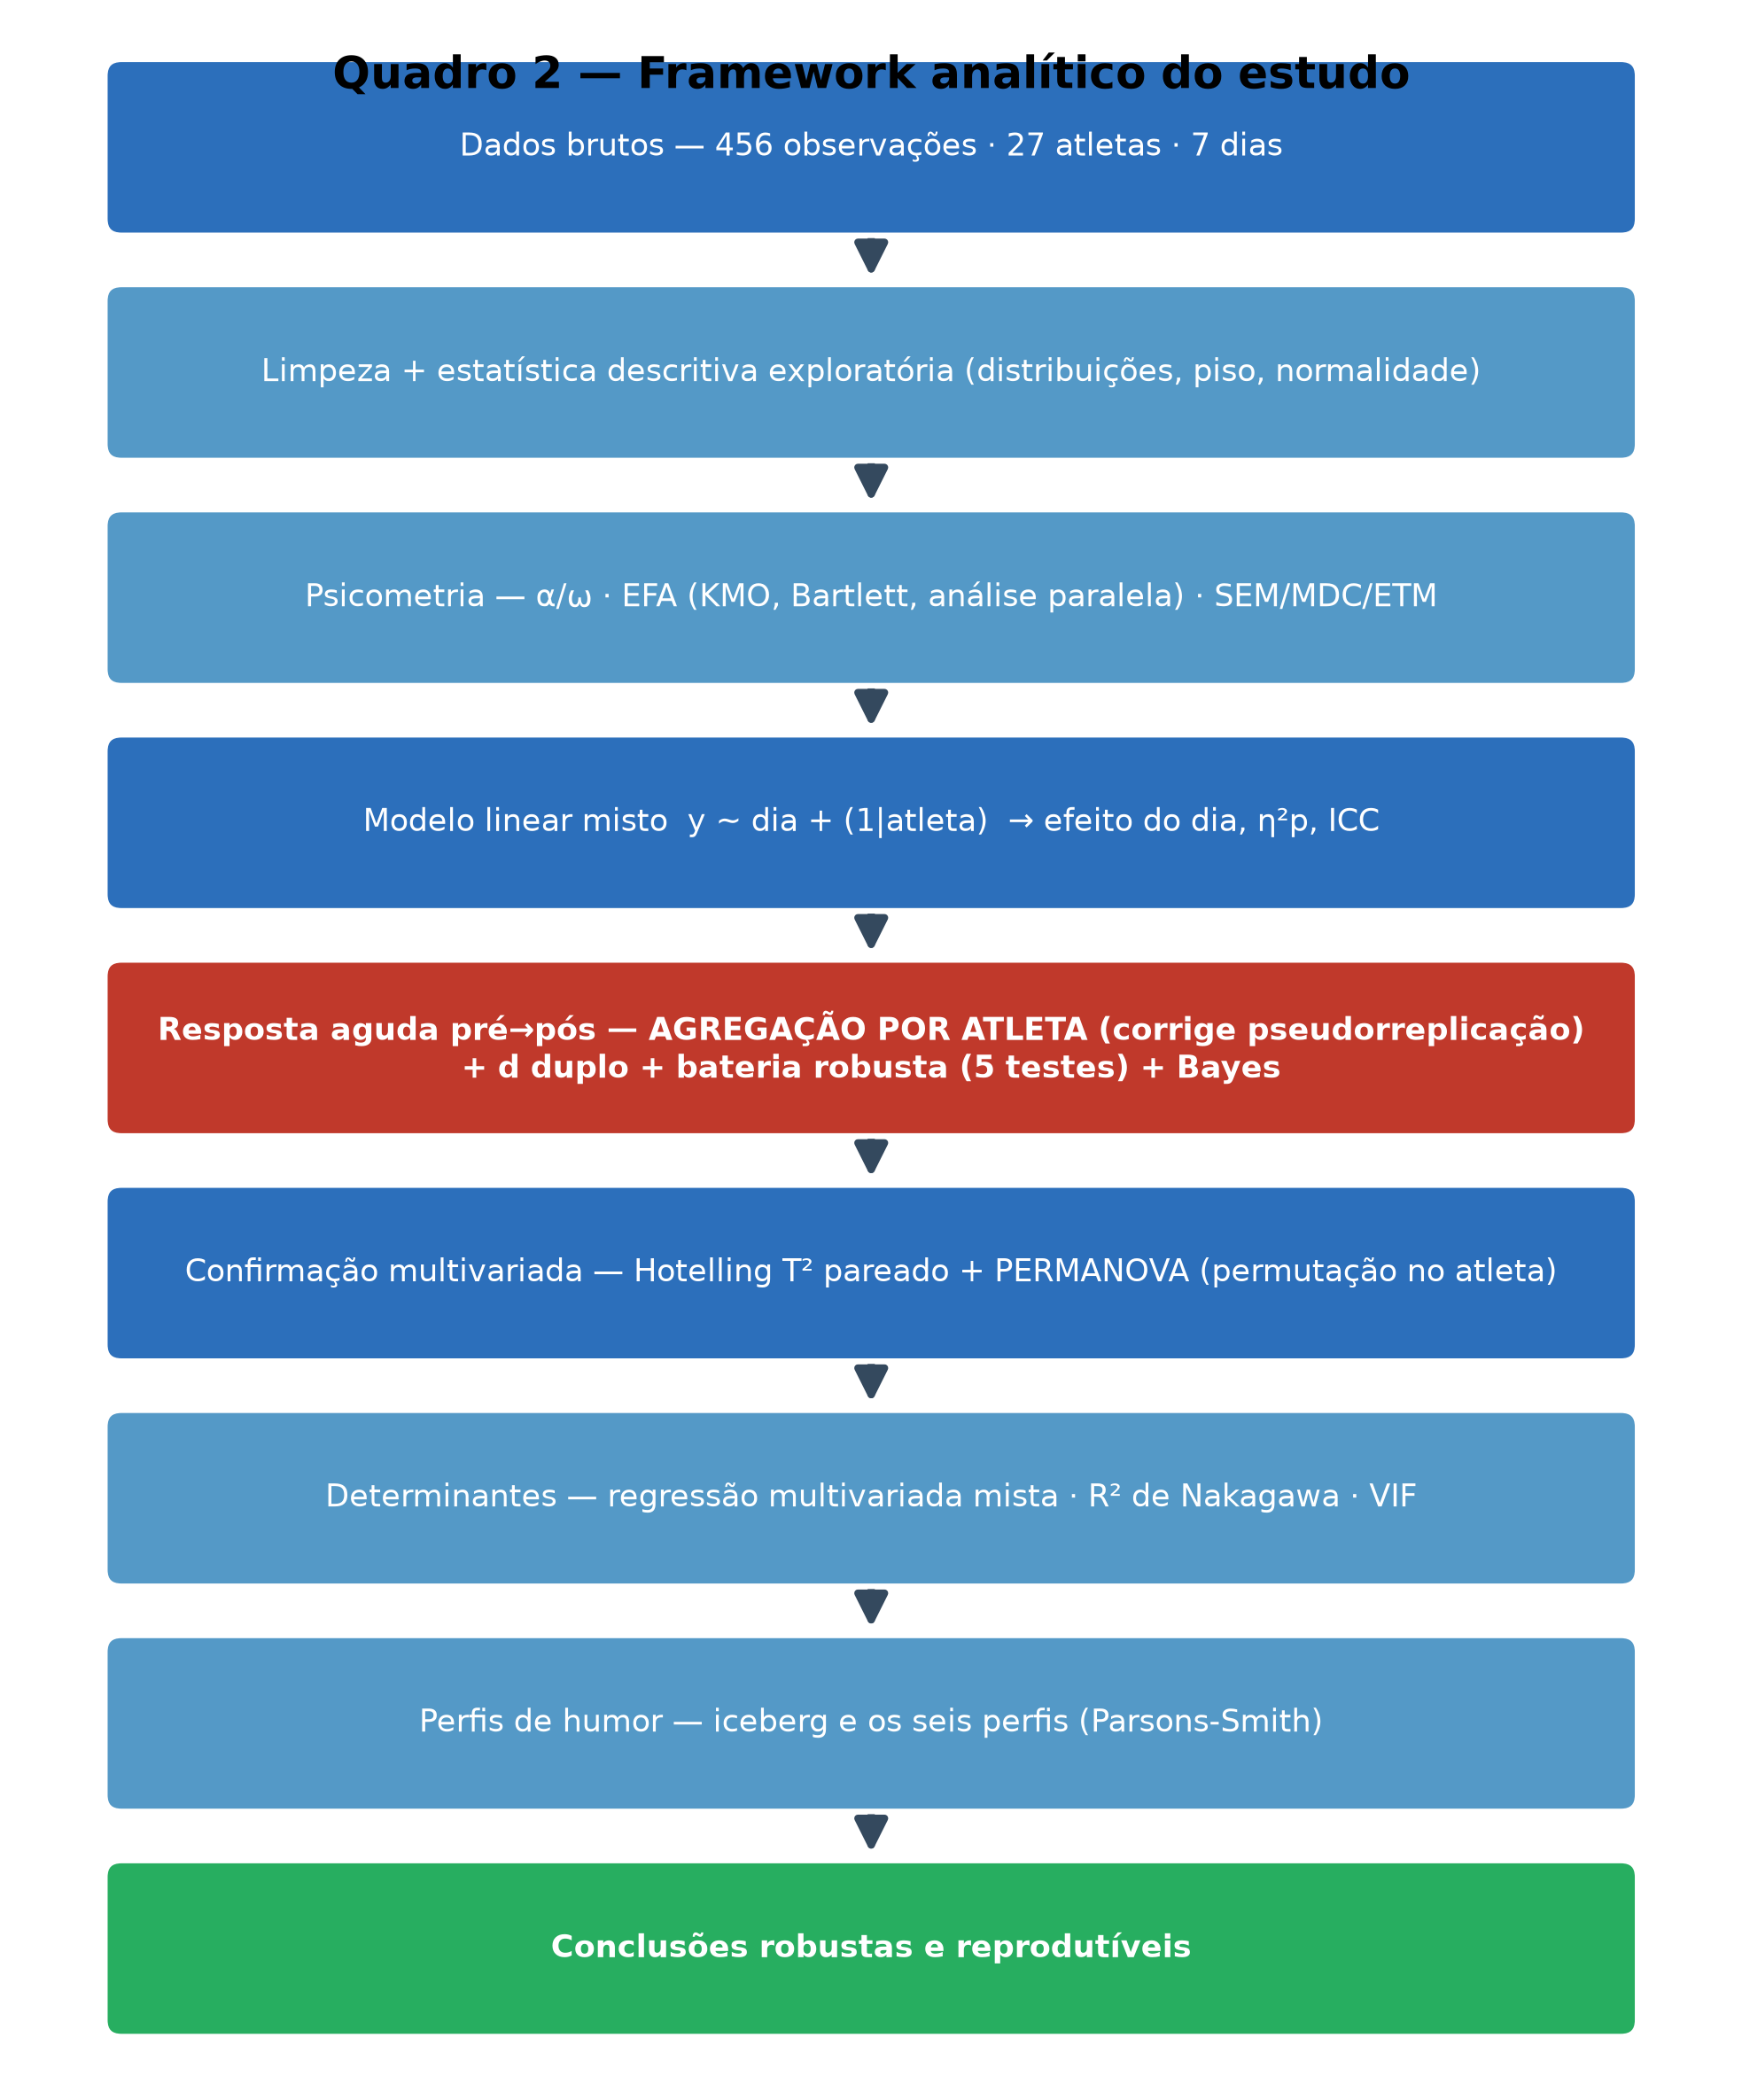 Quadro 2 — Framework analítico do estudo
Dados brutos — 456 observações · 27 atletas · 7 dias
Limpeza + estatística descritiva exploratória (distribuições, piso, normalidade)
Psicometria — α/ω · EFA (KMO, Bartlett, análise paralela) · SEM/MDC/ETM
Modelo linear misto  y ~ dia + (1|atleta)  → efeito do dia, η²p, ICC
Resposta aguda pré→pós — AGREGAÇÃO POR ATLETA (corrige pseudorreplicação)
+ d duplo + bateria robusta (5 testes) + Bayes
Confirmação multivariada — Hotelling T² pareado + PERMANOVA (permutação no atleta)
Determinantes — regressão multivariada mista · R² de Nakagawa · VIF
Perfis de humor — iceberg e os seis perfis (Parsons-Smith)
Conclusões robustas e reprodutíveis